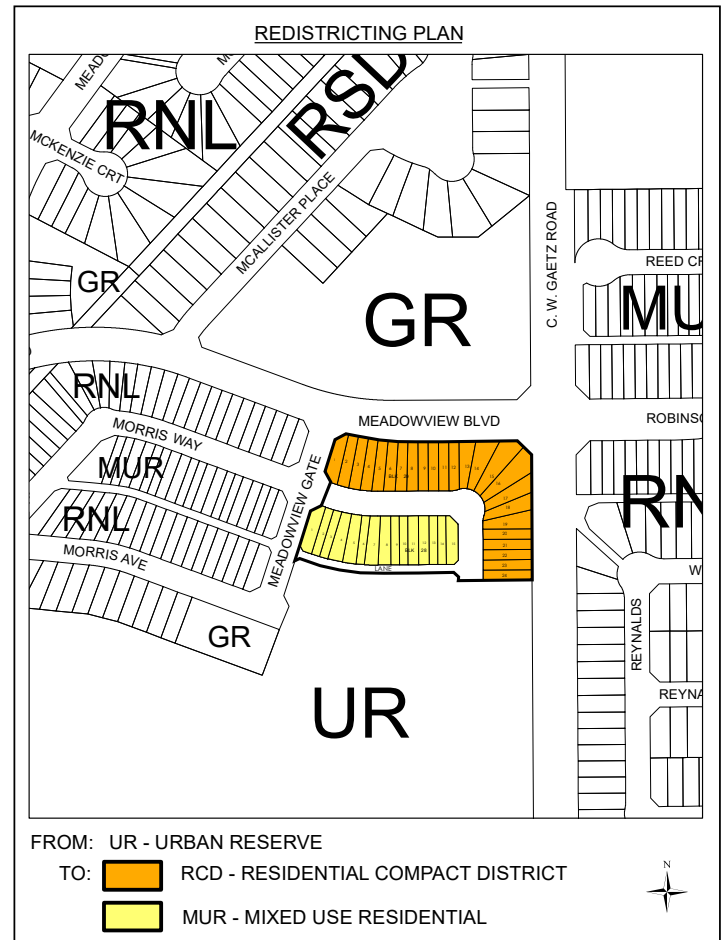 REDISTRICTING PLAN
RNL
RSD
MCKENZIE CRT
MCALLISTER PLACE
GR
GR
C. W. GAETZ ROAD
REED CR
MU
RNL
MORRIS WAY
MEADOWVIEW BLVD
ROBINSO
MUR
MEADOWVIEW GATE
RNL
RN
MORRIS AVE
BLK 28
LANE
W
GR
REYNALDS
REYNA
UR
FROM: UR - URBAN RESERVE
TO: RCD - RESIDENTIAL COMPACT DISTRICT
MUR - MIXED USE RESIDENTIAL
N